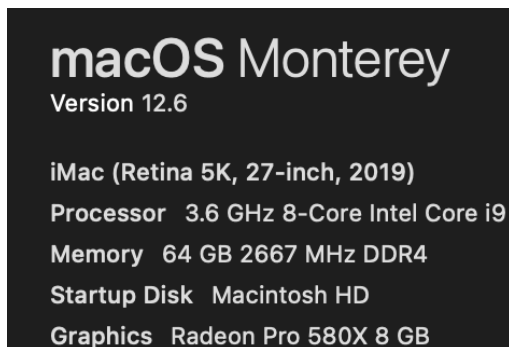 macOS Monterey
Version 12.6
iMac (Retina 5K, 27-inch, 2019)
Processor 3.6 GHz 8-Core Intel Core i9
Memory 64 GB 2667 MHz DDR4
Startup Disk Macintosh HD
Graphics Radeon Pro 580X 8 GB